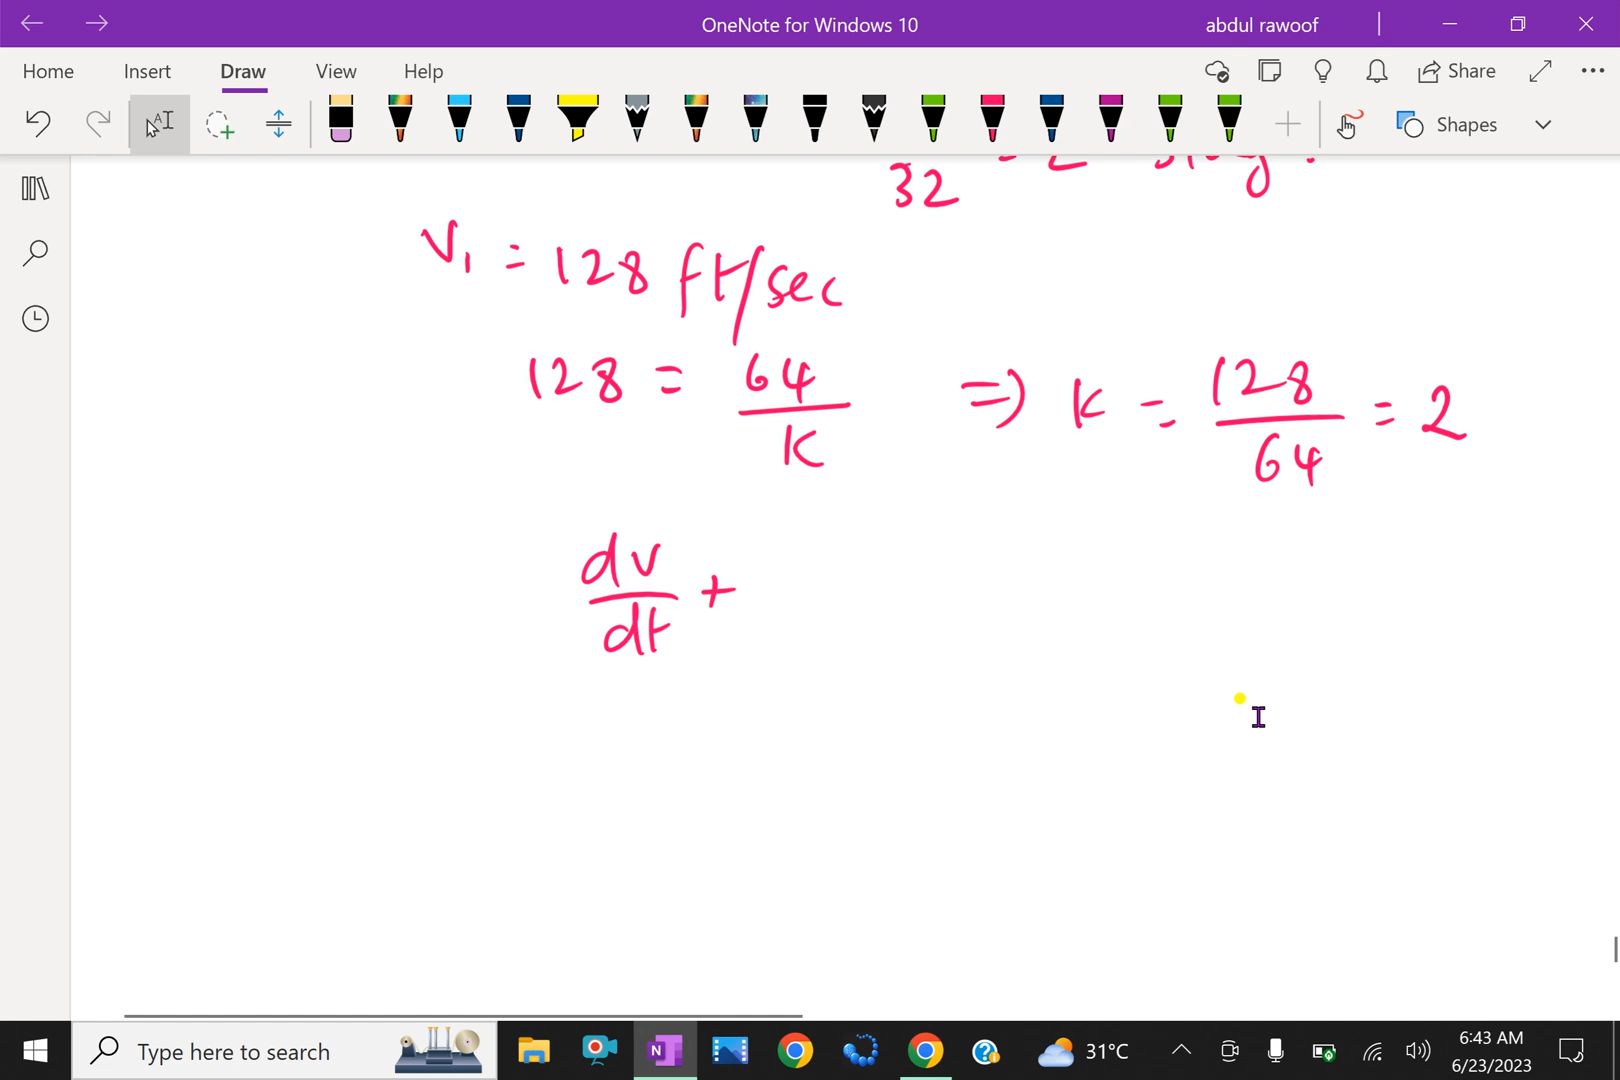 OneNote for Windows 10
abdul rawoof
Home Insert Draw View Help
Share
Shapes
32 = 2
V₁ = 128 ft/sec
128 = 64/K ⇒ K = 128/64 = 2
dv/dt +
Type here to search
31°C
6:43 AM
6/23/2023